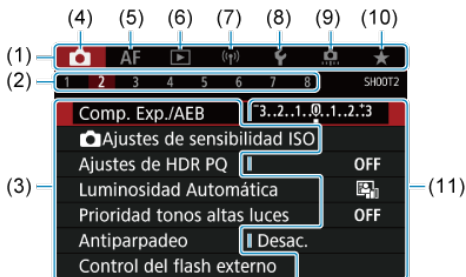 (4) (5) (6) (7) (8) (9) (10)
(1) AF
(2) 1 2 3 4 5 6 7 8 SHOOT2
Comp. Exp./AEB -3..2..1..0..1..2..+3
Ajustes de sensibilidad ISO
Ajustes de HDR PQ OFF
(3) Luminosidad Automática (11)
Prioridad tonos altas luces OFF
Antiparpadeo Desac.
Control del flash externo